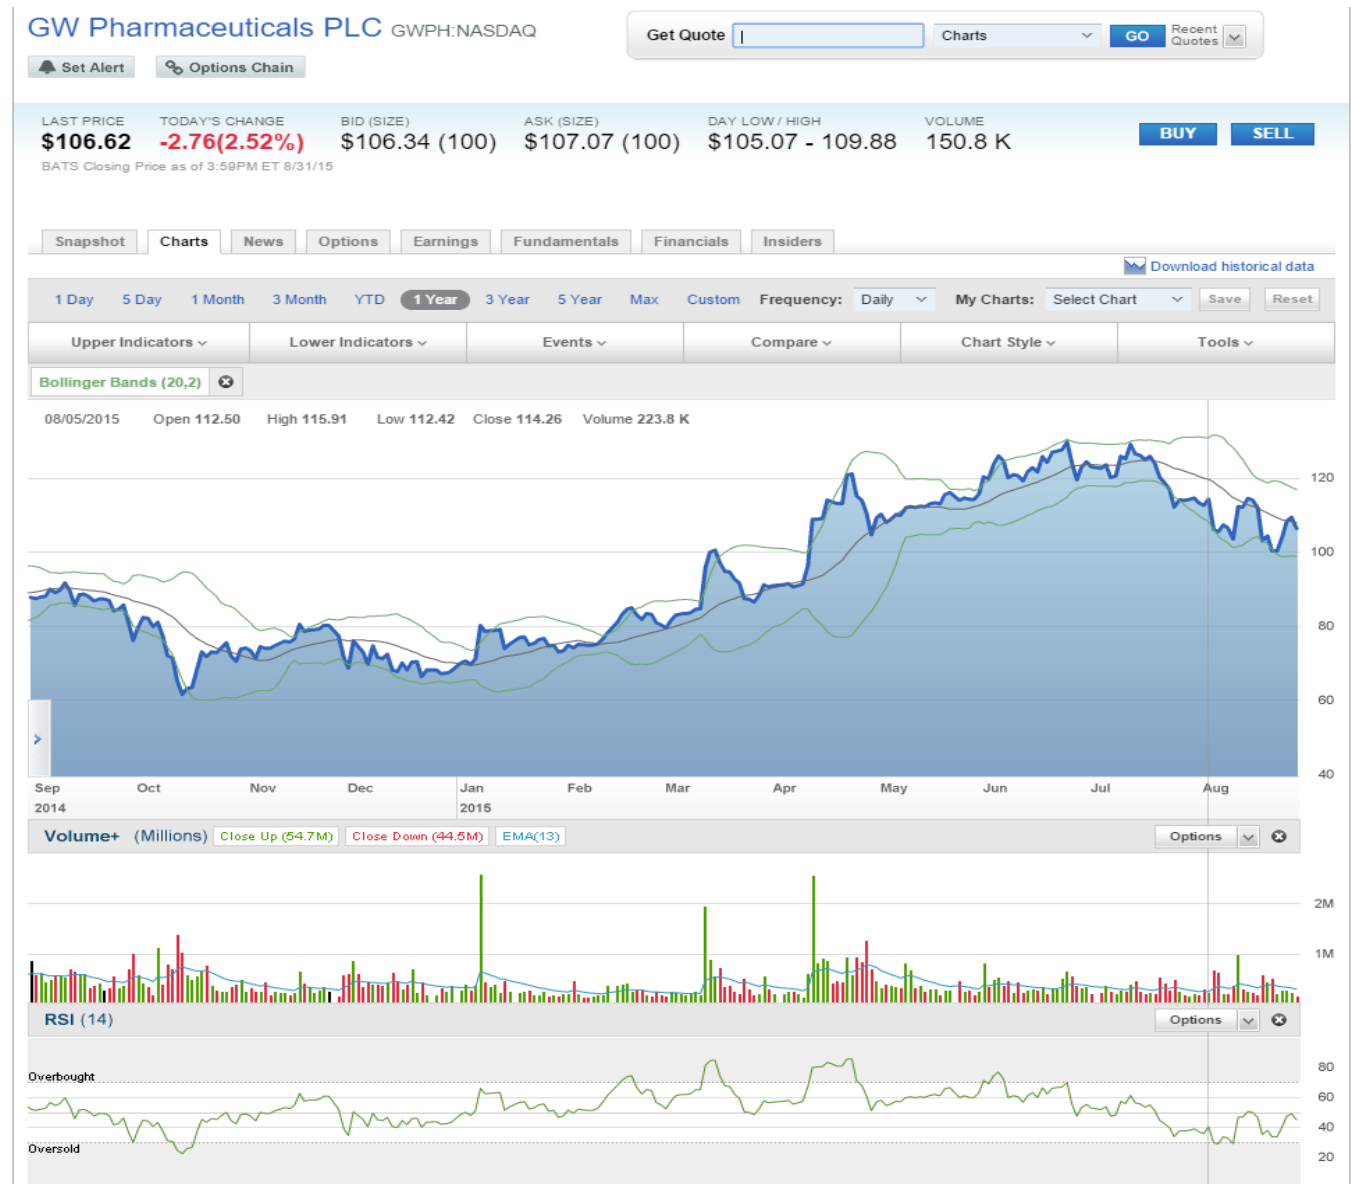 GW Pharmaceuticals PLC GWPH:NASDAQ
Get Quote Charts GO Recent Quotes
Set Alert Options Chain
LAST PRICE TODAY'S CHANGE BID (SIZE) ASK (SIZE) DAY LOW / HIGH VOLUME
$106.62 -2.76(2.52%) $106.34 (100) $107.07 (100) $105.07 - 109.88 150.8 K BUY SELL
BATS Closing Price as of 3:59PM ET 8/31/15
Snapshot Charts News Options Earnings Fundamentals Financials Insiders
Download historical data
1 Day 5 Day 1 Month 3 Month YTD 1 Year 3 Year 5 Year Max Custom Frequency: Daily My Charts: Select Chart Save Reset
Upper Indicators Lower Indicators Events Compare Chart Style Tools
Bollinger Bands (20,2)
08/05/2015 Open 112.50 High 115.91 Low 112.42 Close 114.26 Volume 223.8 K
120
100
80
60
40
Sep Oct Nov Dec Jan Feb Mar Apr May Jun Jul Aug
2014 2015
Volume+ (Millions) Close Up (54.7M) Close Down (44.5M) EMA(13) Options
2M
1M
RSI (14) Options
80
Overbought
60
40
Oversold
20